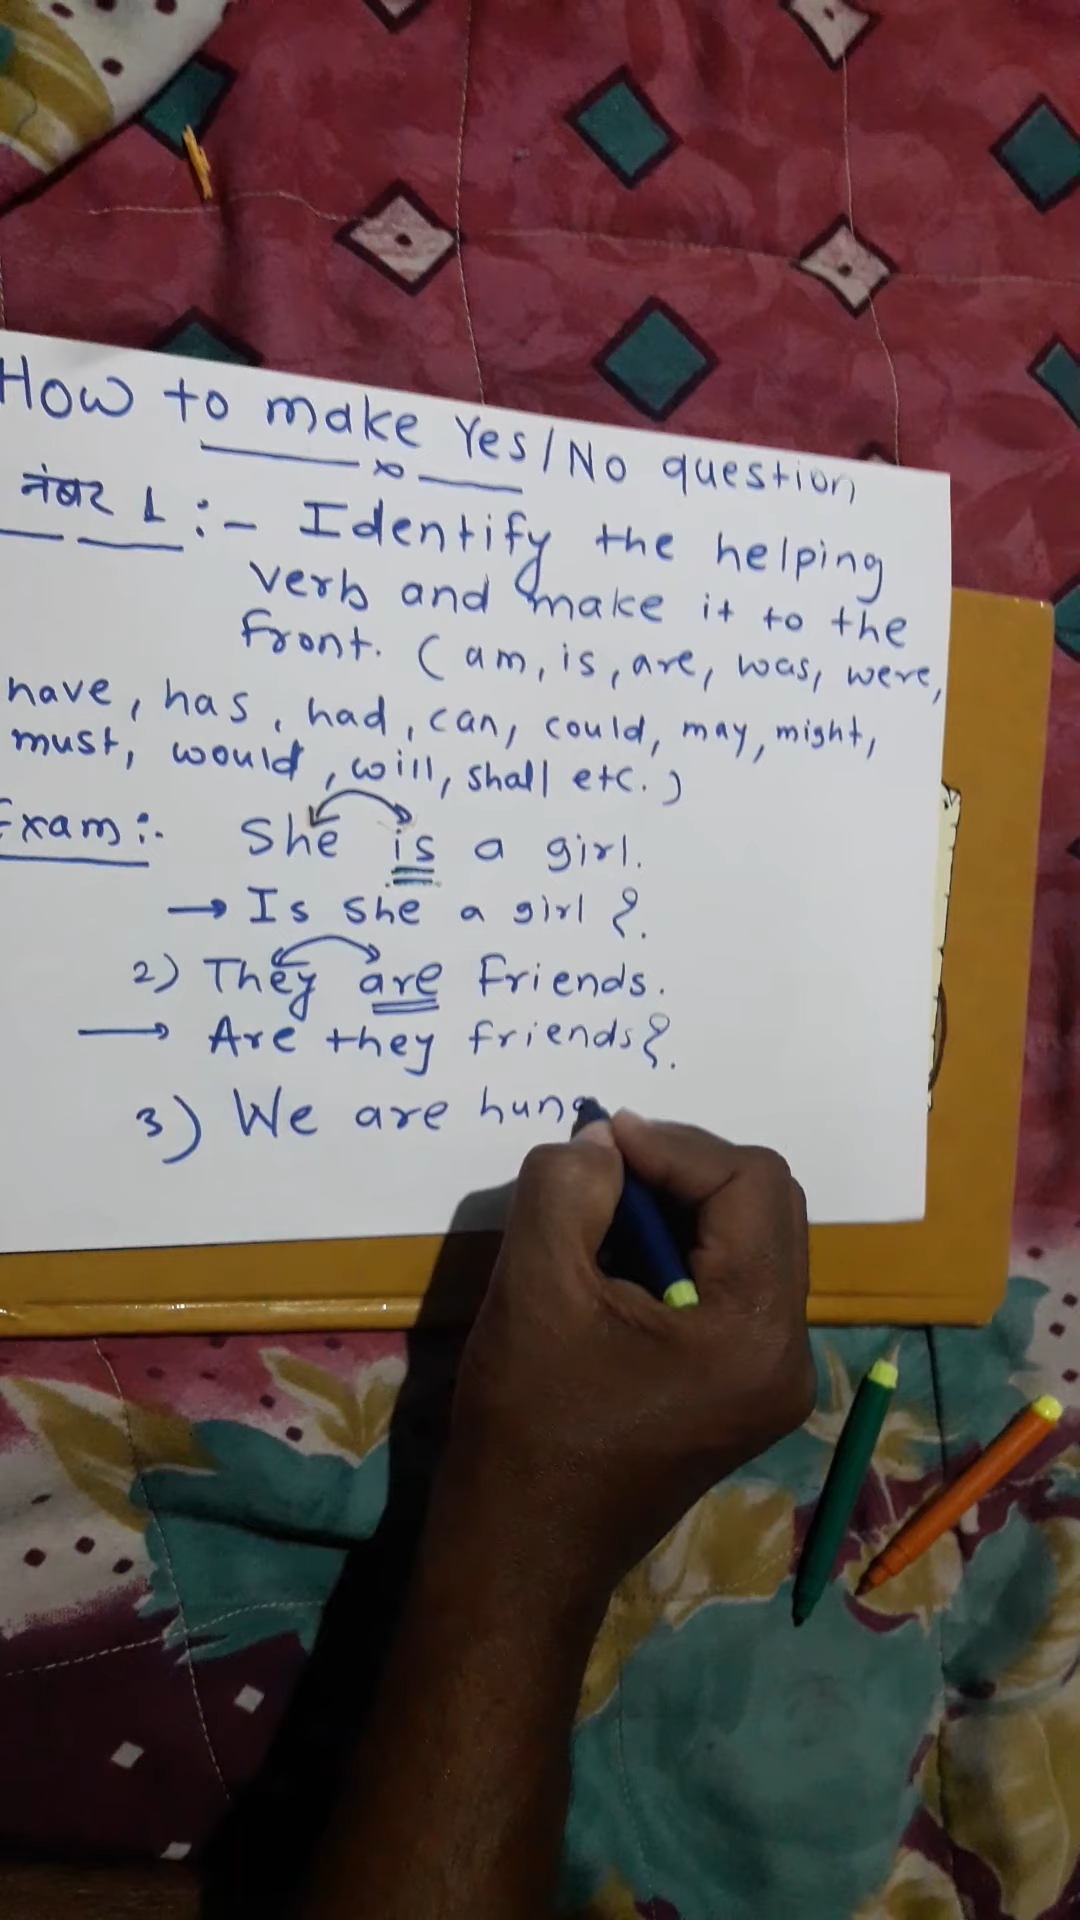 How to make Yes/No question
नंबर 1 :- Identify the helping
verb and make it to the
front. (am, is, are, was, were,
have, has, had, can, could, may, might,
must, would, will, shall etc.)
Exam:- She is a girl.
→ Is she a girl?
2) They are friends.
→ Are they friends?
3) We are hung